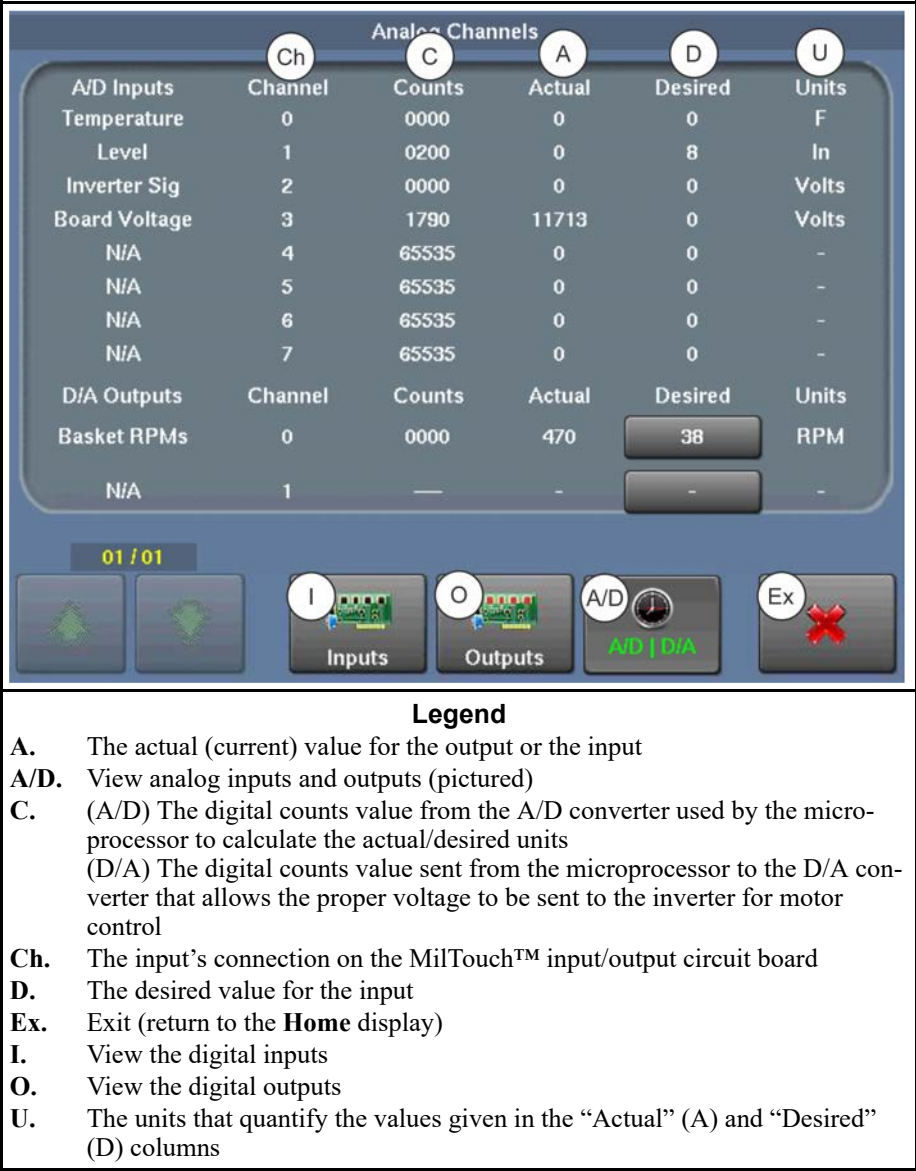 Analog Channels
Ch C A D U
A/D Inputs Channel Counts Actual Desired Units
Temperature 0 0000 0 0 F
Level 1 0200 0 8 In
Inverter Sig 2 0000 0 0 Volts
Board Voltage 3 1790 11713 0 Volts
N/A 4 65535 0 0 -
N/A 5 65535 0 0 -
N/A 6 65535 0 0 -
N/A 7 65535 0 0 -
D/A Outputs Channel Counts Actual Desired Units
Basket RPMs 0 0000 470 38 RPM
N/A 1 — - - -
01 / 01
I O A/D Ex
Inputs Outputs A/D | D/A
Legend
A. The actual (current) value for the output or the input
A/D. View analog inputs and outputs (pictured)
C. (A/D) The digital counts value from the A/D converter used by the micro-
processor to calculate the actual/desired units
(D/A) The digital counts value sent from the microprocessor to the D/A con-
verter that allows the proper voltage to be sent to the inverter for motor
control
Ch. The input’s connection on the MilTouch™ input/output circuit board
D. The desired value for the input
Ex. Exit (return to the Home display)
I. View the digital inputs
O. View the digital outputs
U. The units that quantify the values given in the “Actual” (A) and “Desired”
(D) columns